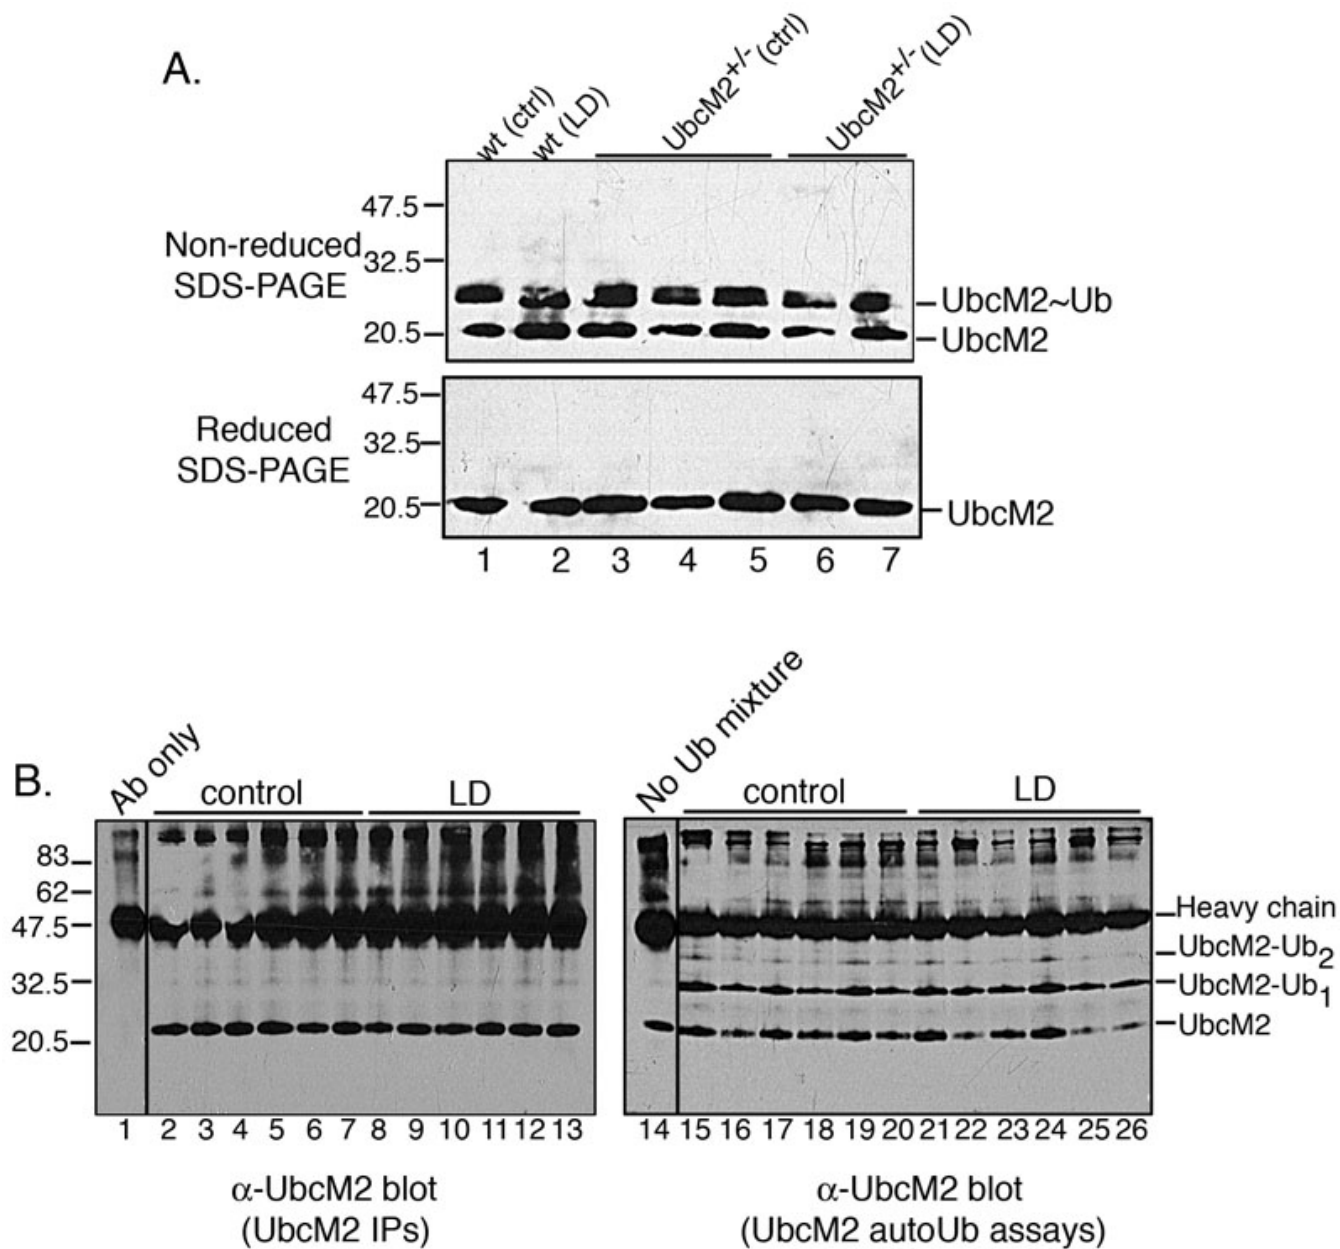 A.
wt (ctrl)
wt (LD)
UbcM2+/- (ctrl)
UbcM2+/- (LD)
Non-reduced
SDS-PAGE
47.5
32.5
20.5
UbcM2~Ub
UbcM2
Reduced
SDS-PAGE
47.5
32.5
20.5
UbcM2
1 2 3 4 5 6 7
B.
Ab only
control
LD
No Ub mixture
control
LD
83
62
47.5
32.5
20.5
Heavy chain
UbcM2-Ub2
UbcM2-Ub1
UbcM2
1 2 3 4 5 6 7 8 9 10 11 12 13
14 15 16 17 18 19 20 21 22 23 24 25 26
α-UbcM2 blot
(UbcM2 IPs)
α-UbcM2 blot
(UbcM2 autoUb assays)